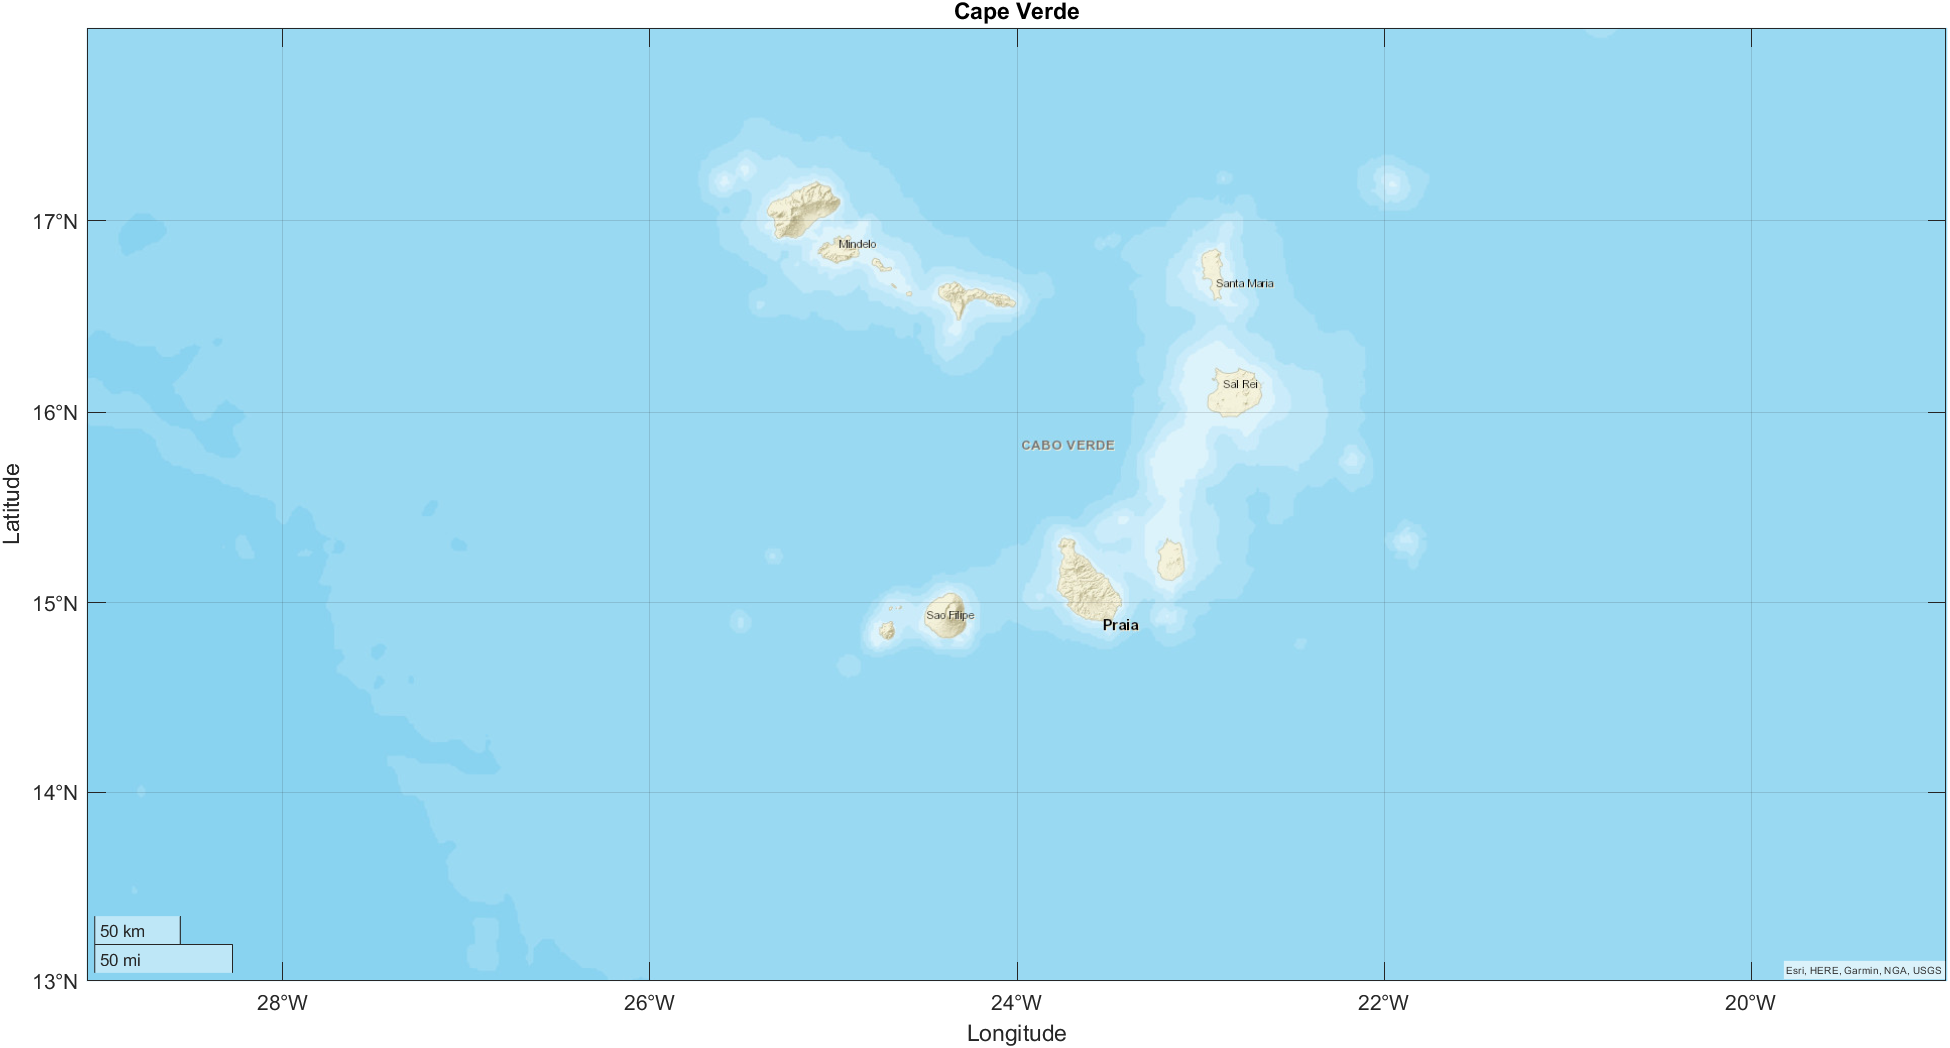 Cape Verde
17°N
16°N
15°N
14°N
13°N
Latitude
Mindelo
Santa Maria
Sal Rei
CABO VERDE
Sao Filipe
Praia
50 km
50 mi
Esri, HERE, Garmin, NGA, USGS
28°W
26°W
24°W
22°W
20°W
Longitude